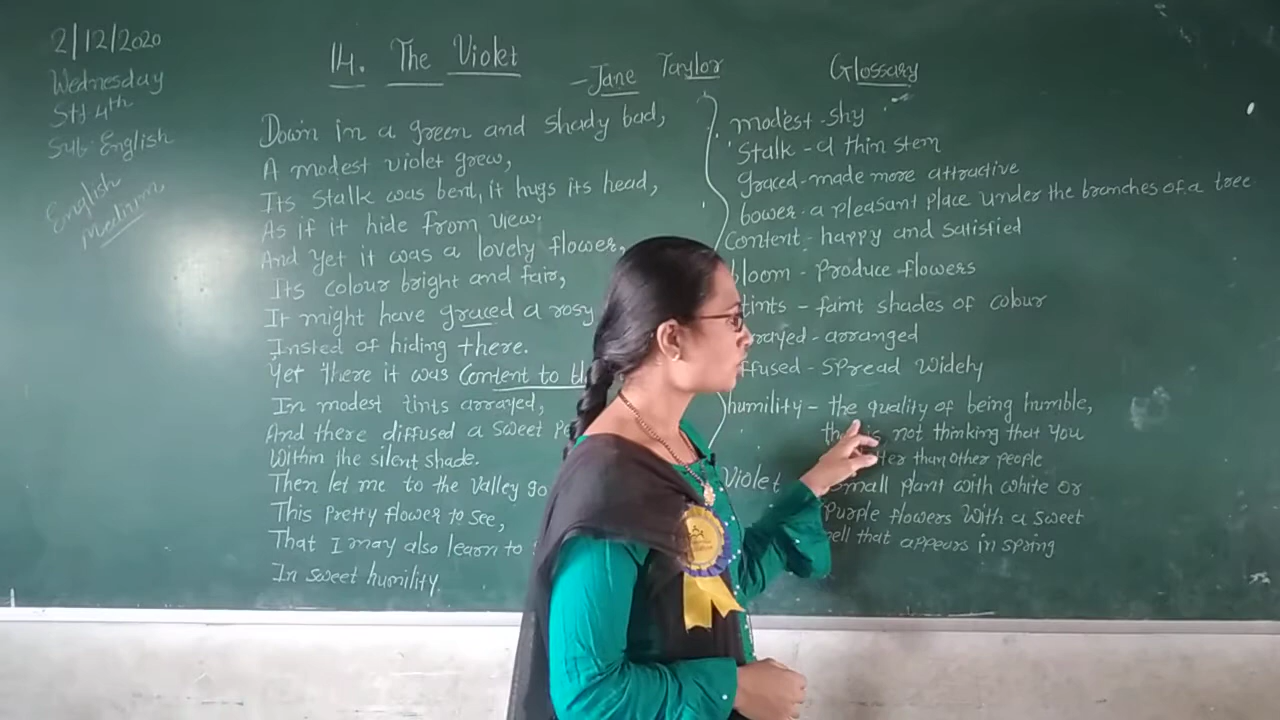 2/12/2020
Wednesday
Std 4th
Sub: English
English
Medium
14. The Violet
- Jane Taylor
Down in a green and shady bad,
A modest violet grew,
Its stalk was bent, it hugs its head,
As if it hide from view.
And yet it was a lovely flower,
Its colour bright and fair,
It might have graced a rosy
Insted of hiding there.
Yet there it was Content to
In modest tints arrayed,
And there diffused a sweet
Within the silent shade.
Then let me to the Valley go
This pretty flower to see,
That I may also learn to
In sweet humility
Glossary
modest - shy
Stalk - a thin stem
graced - made more attractive
bower - a pleasant place under the branches of a tree
Content - happy and satisfied
bloom - Produce flowers
tints - faint shades of colour
rayed - arranged
ffused - spread widely
humility - the quality of being humble,
not thinking that you
than other people
Violet small plant with white or
Purple flowers with a sweet
mell that appears in spring